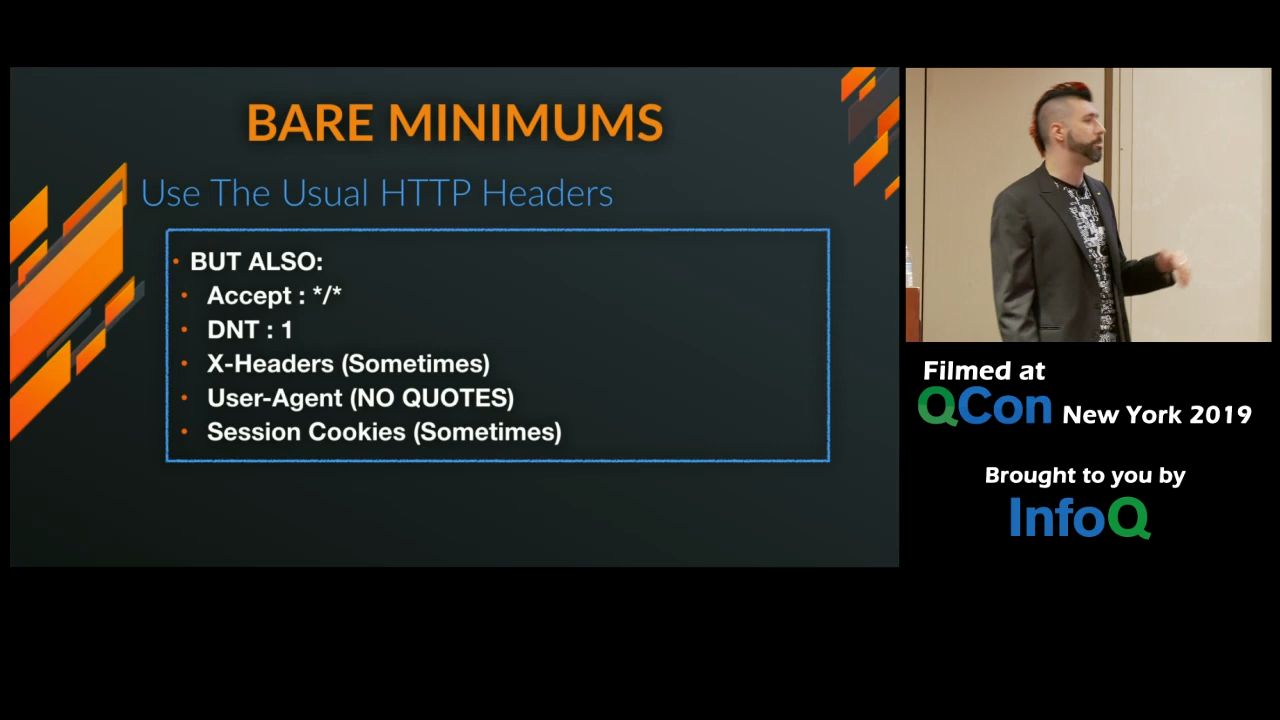 BARE MINIMUMS
Use The Usual HTTP Headers
• BUT ALSO:
• Accept : */*
• DNT : 1
• X-Headers (Sometimes)
• User-Agent (NO QUOTES)
• Session Cookies (Sometimes)
Filmed at
QCon New York 2019
Brought to you by
InfoQ